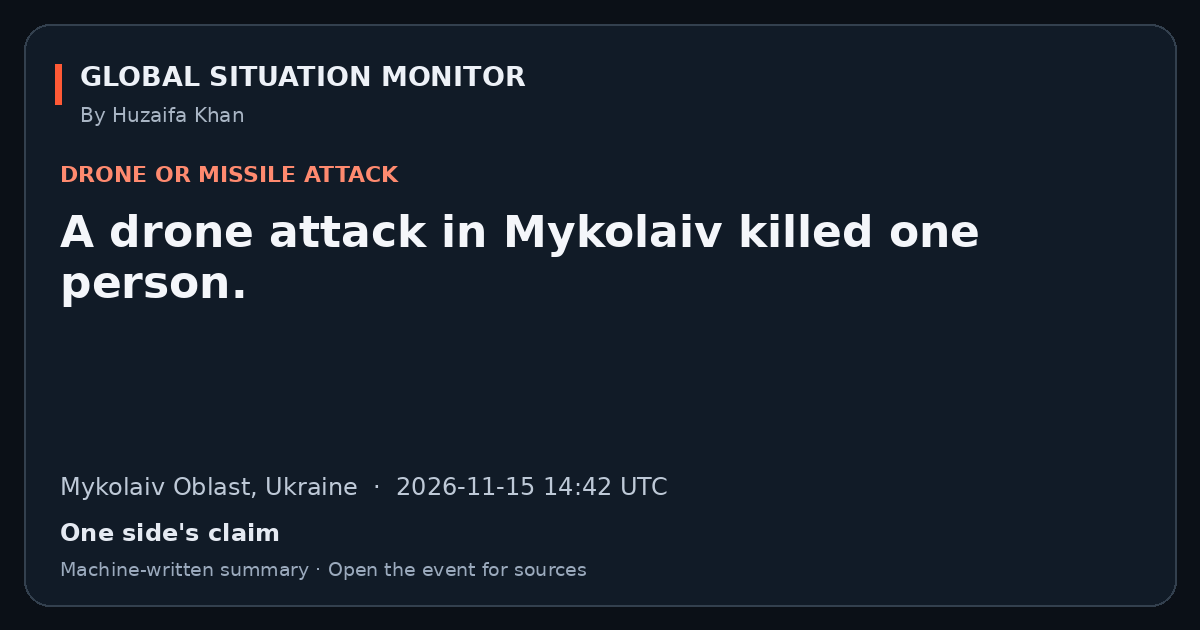 GLOBAL SITUATION MONITOR
By Huzaifa Khan
DRONE OR MISSILE ATTACK
A drone attack in Mykolaiv killed one
person.
Mykolaiv Oblast, Ukraine · 2026-11-15 14:42 UTC
One side's claim
Machine-written summary · Open the event for sources